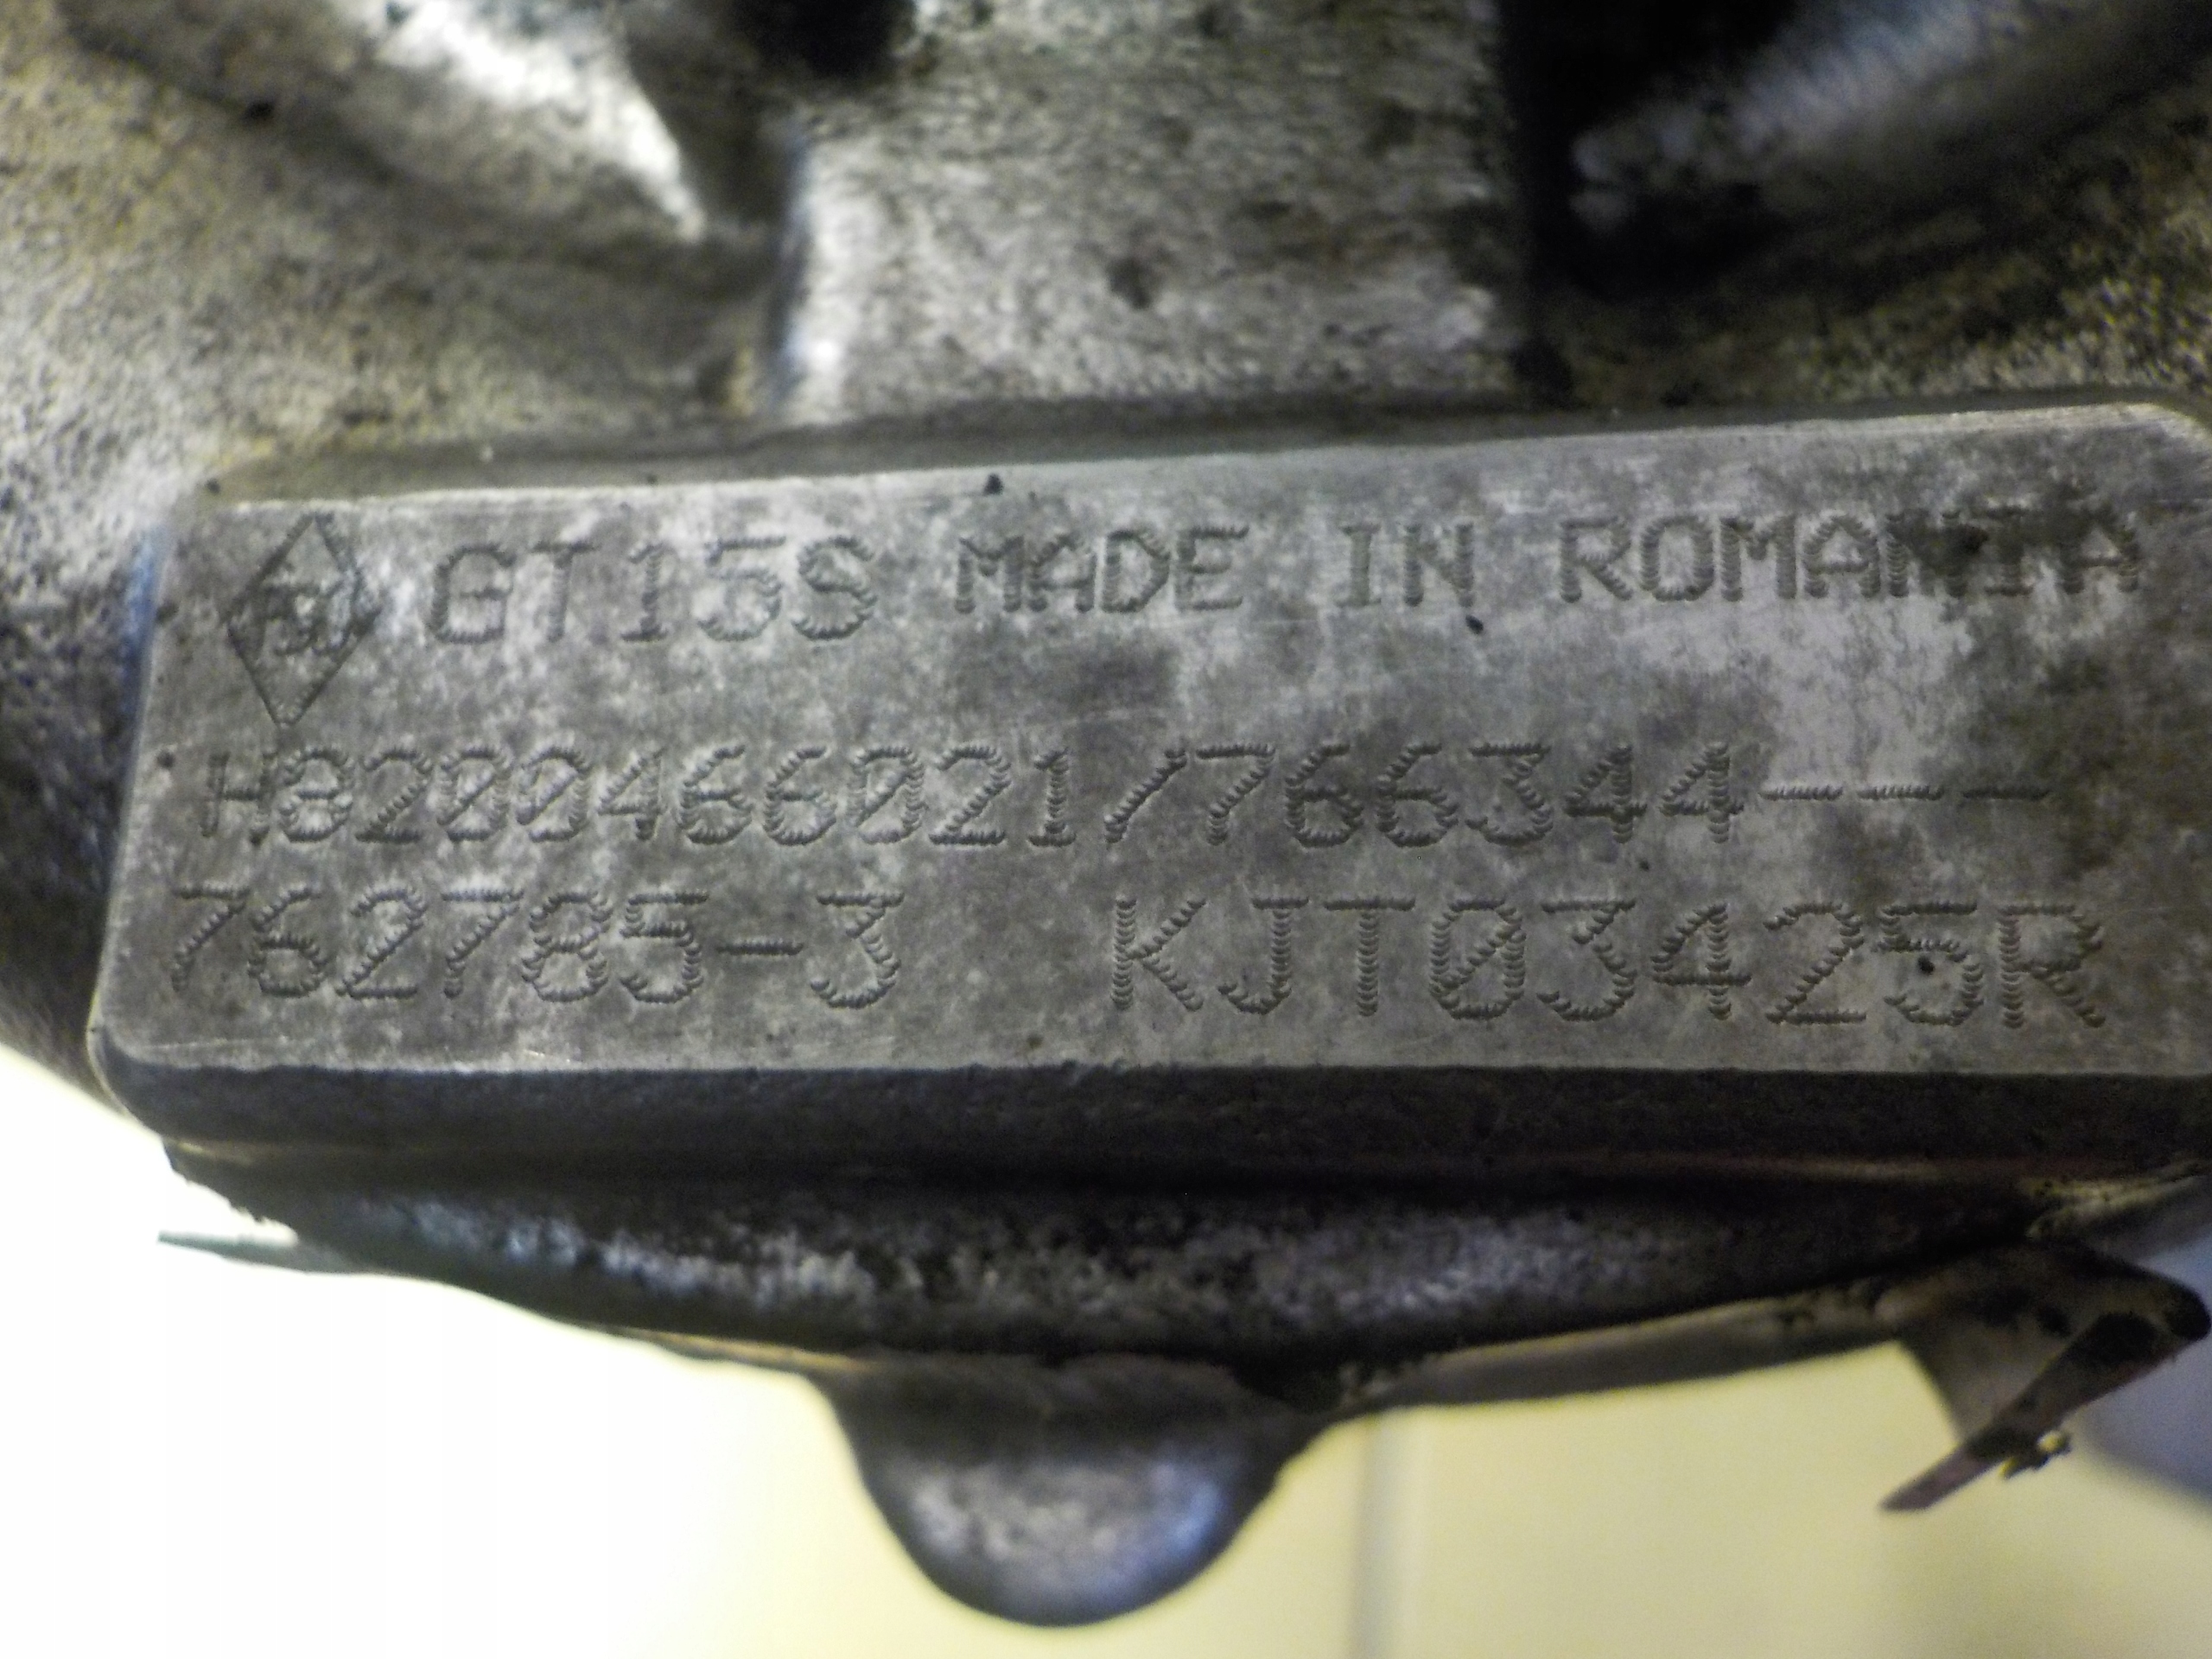 GT15S MADE IN ROMANIA
H8200466021/766344---
762785-3 KJT03425R